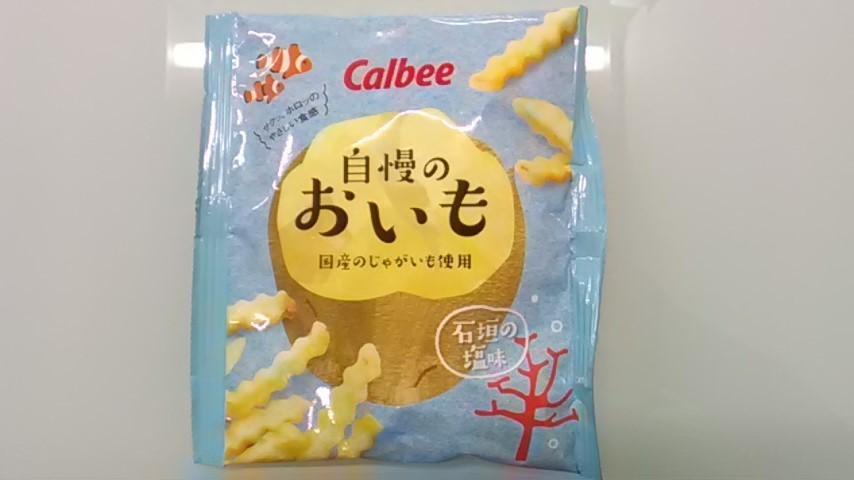 Calbee
サクッ、ホロッの
やさしい食感
自慢の
おいも
国産のじゃがいも使用
石垣の
塩味